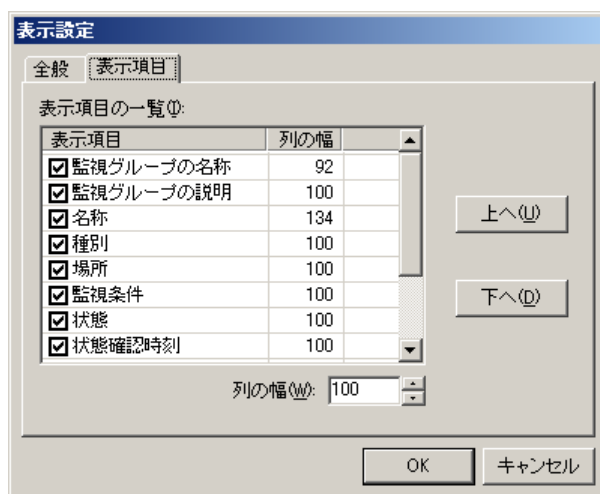 表示設定
全般 表示項目
表示項目の一覧(I):
表示項目 列の幅
監視グループの名称 92
監視グループの説明 100
名称 134
種別 100
場所 100
監視条件 100
状態 100
状態確認時刻 100
上へ(U)
下へ(D)
列の幅(W): 100
OK キャンセル